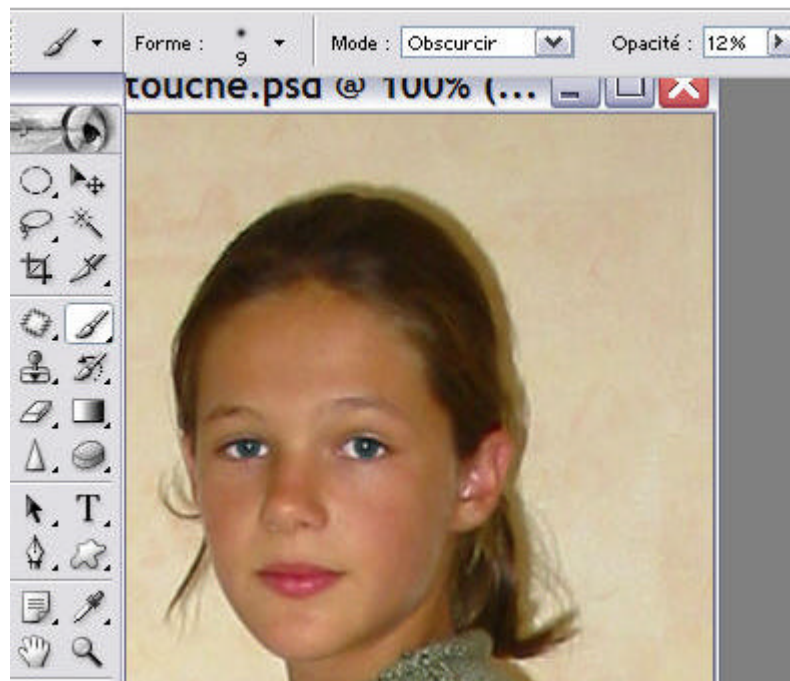 Forme : 9 Mode : Obscurcir Opacité : 12%
touche.psd @ 100% (...
T